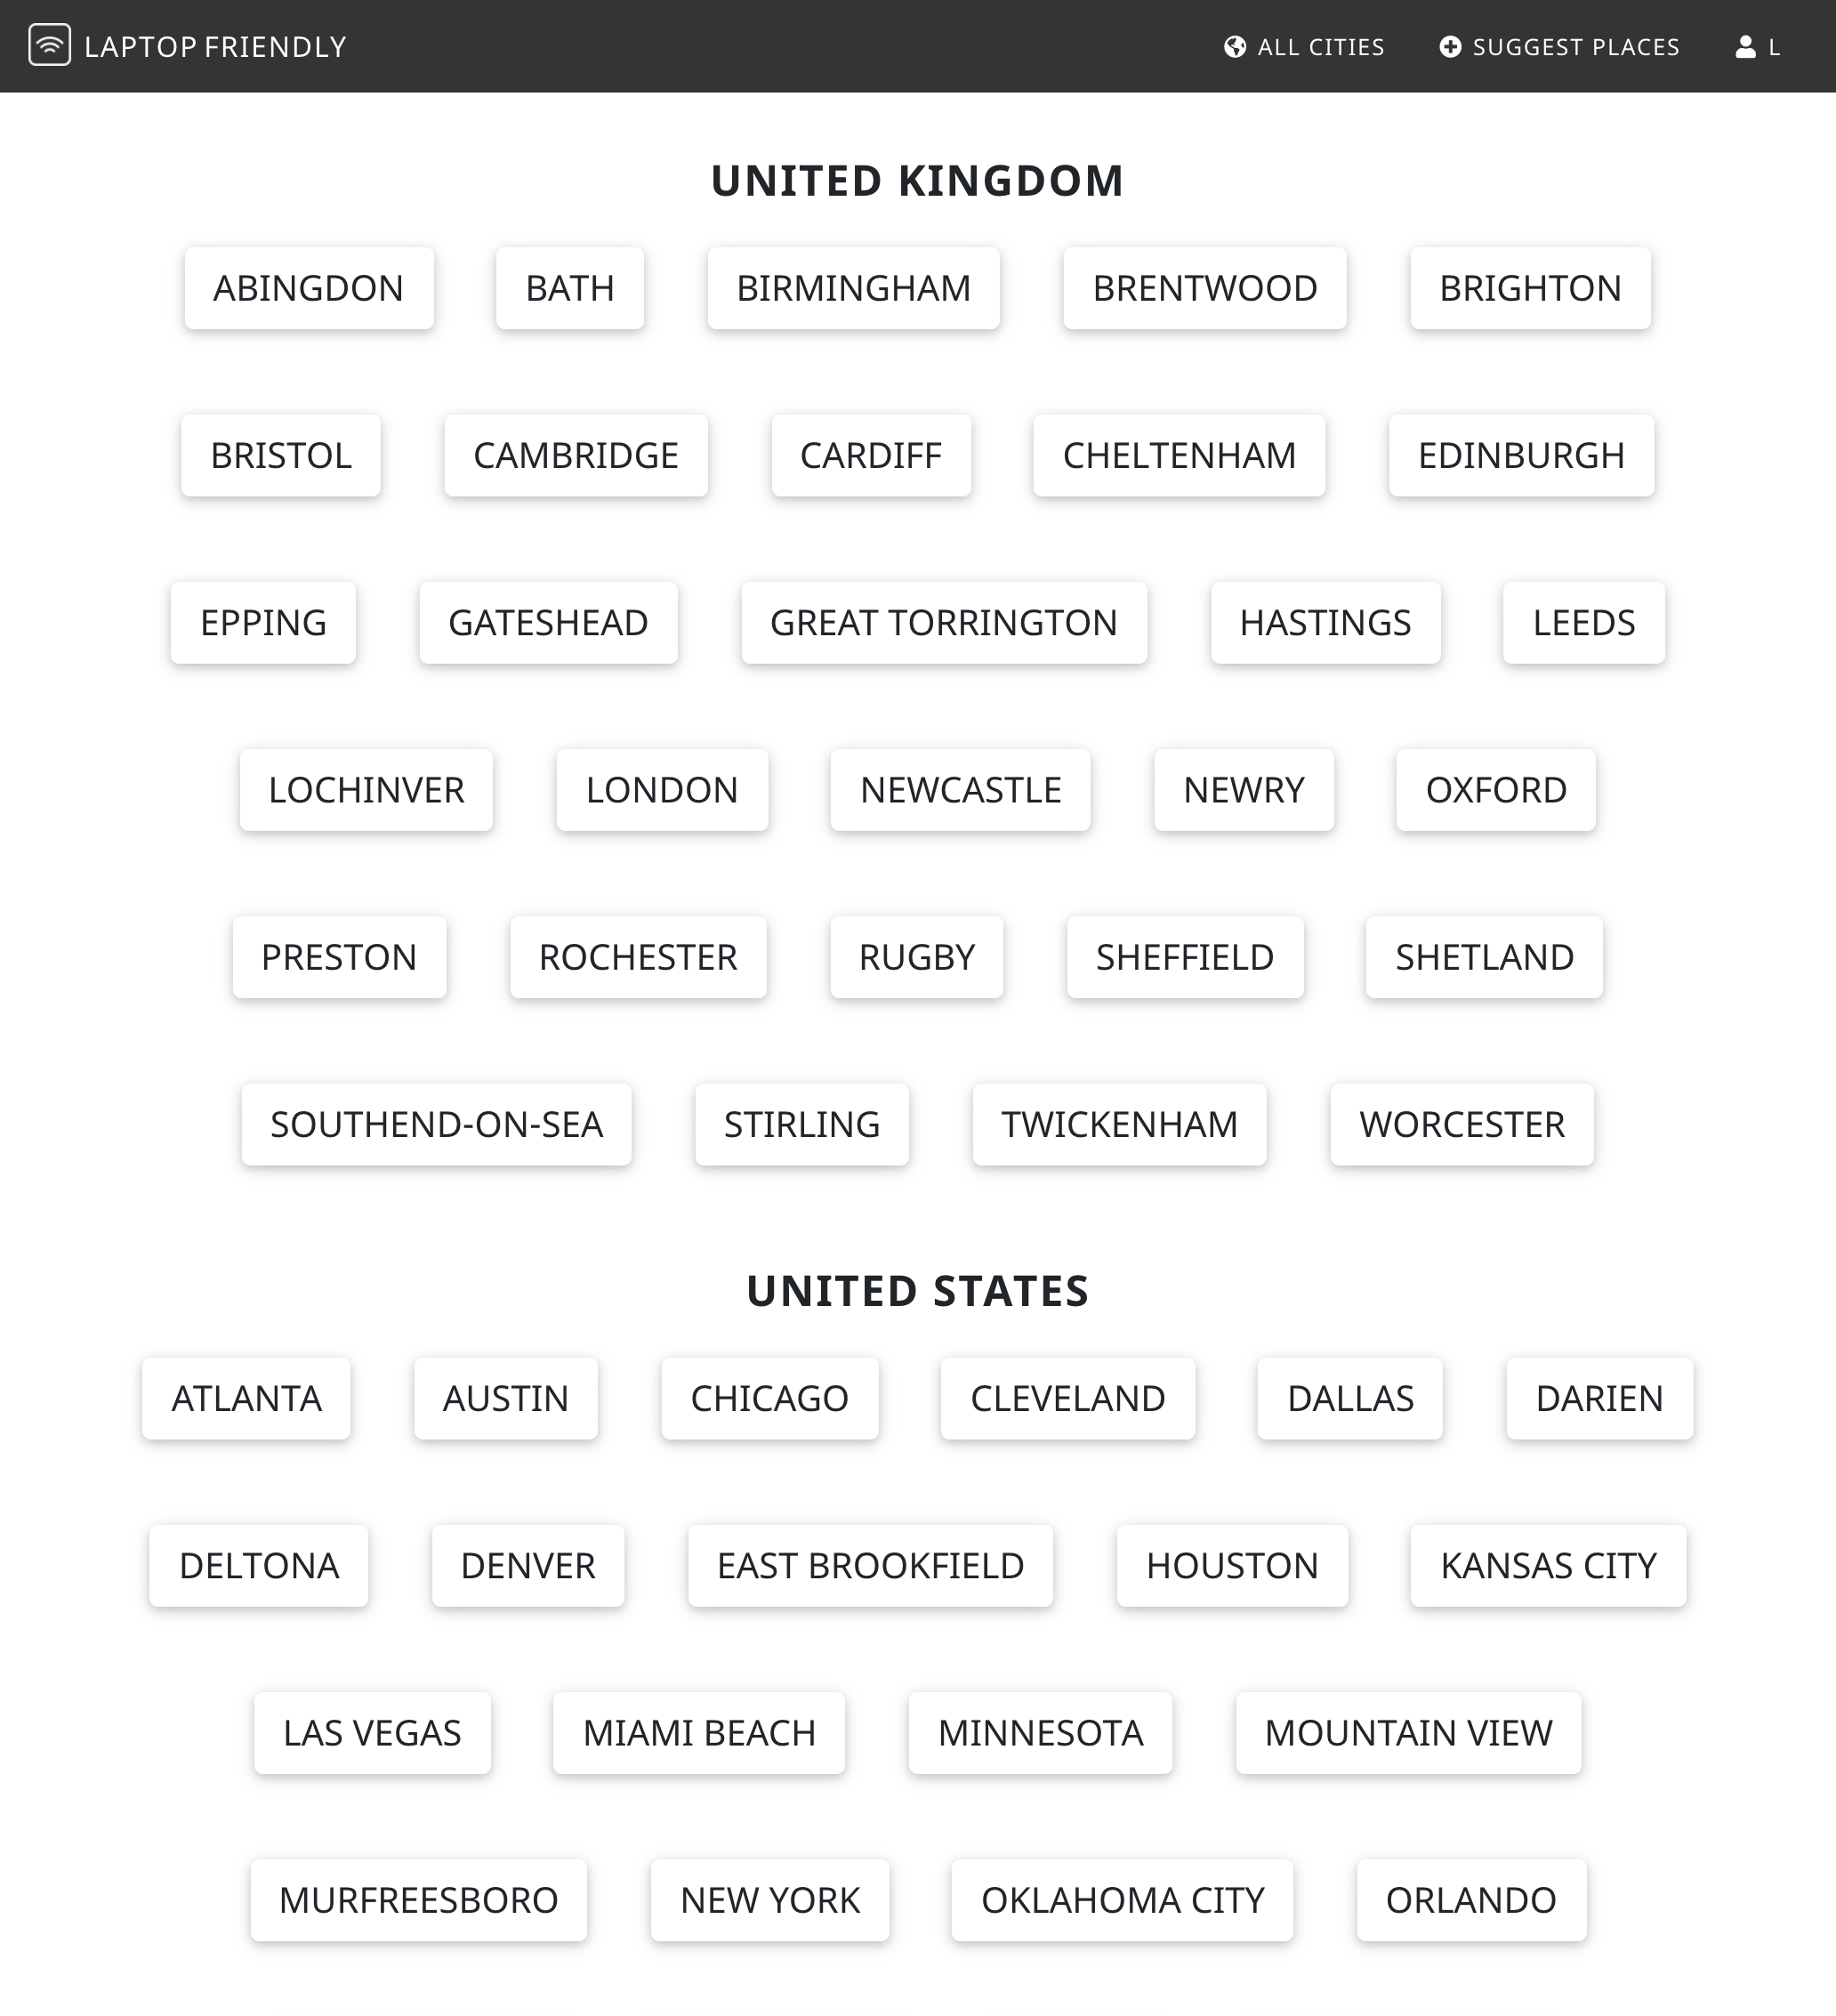 LAPTOP FRIENDLY ALL CITIES SUGGEST PLACES L
UNITED KINGDOM
ABINGDON BATH BIRMINGHAM BRENTWOOD BRIGHTON
BRISTOL CAMBRIDGE CARDIFF CHELTENHAM EDINBURGH
EPPING GATESHEAD GREAT TORRINGTON HASTINGS LEEDS
LOCHINVER LONDON NEWCASTLE NEWRY OXFORD
PRESTON ROCHESTER RUGBY SHEFFIELD SHETLAND
SOUTHEND-ON-SEA STIRLING TWICKENHAM WORCESTER
UNITED STATES
ATLANTA AUSTIN CHICAGO CLEVELAND DALLAS DARIEN
DELTONA DENVER EAST BROOKFIELD HOUSTON KANSAS CITY
LAS VEGAS MIAMI BEACH MINNESOTA MOUNTAIN VIEW
MURFREESBORO NEW YORK OKLAHOMA CITY ORLANDO